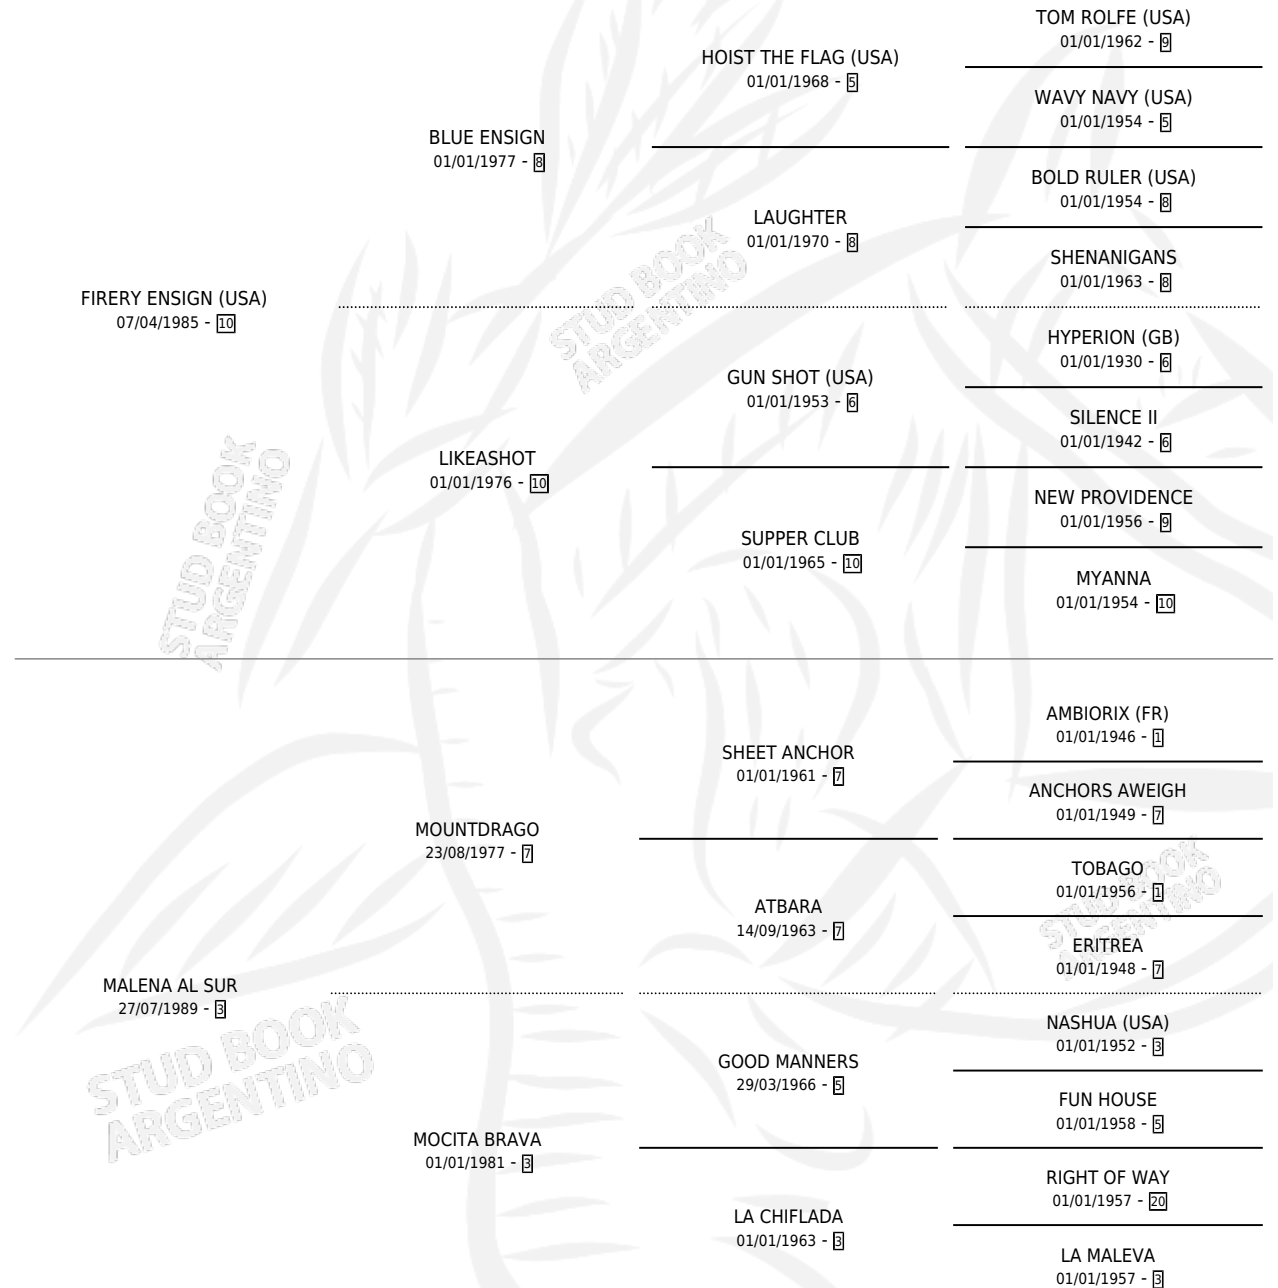 TOM ROLFE (USA)
01/01/1962 - 9
HOIST THE FLAG (USA)
01/01/1968 - 5
WAVY NAVY (USA)
01/01/1954 - 5
BLUE ENSIGN
01/01/1977 - 8
BOLD RULER (USA)
01/01/1954 - 8
LAUGHTER
01/01/1970 - 8
SHENANIGANS
01/01/1963 - 8
FIRERY ENSIGN (USA)
07/04/1985 - 10
HYPERION (GB)
01/01/1930 - 6
GUN SHOT (USA)
01/01/1953 - 6
SILENCE II
01/01/1942 - 6
LIKEASHOT
01/01/1976 - 10
NEW PROVIDENCE
01/01/1956 - 9
SUPPER CLUB
01/01/1965 - 10
MYANNA
01/01/1954 - 10
STUD BOOK
ARGENTINO
STUD BOOK
ARGENTINO
AMBIORIX (FR)
01/01/1946 - 1
SHEET ANCHOR
01/01/1961 - 7
ANCHORS AWEIGH
01/01/1949 - 7
MOUNTDRAGO
23/08/1977 - 7
TOBAGO
01/01/1956 - 1
ATBARA
14/09/1963 - 7
ERITREA
01/01/1948 - 7
STUD BOOK
ARGENTINO
MALENA AL SUR
27/07/1989 - 3
NASHUA (USA)
01/01/1952 - 3
GOOD MANNERS
29/03/1966 - 5
FUN HOUSE
01/01/1958 - 5
STUD BOOK
ARGENTINO
MOCITA BRAVA
01/01/1981 - 3
RIGHT OF WAY
01/01/1957 - 20
LA CHIFLADA
01/01/1963 - 3
LA MALEVA
01/01/1957 - 3